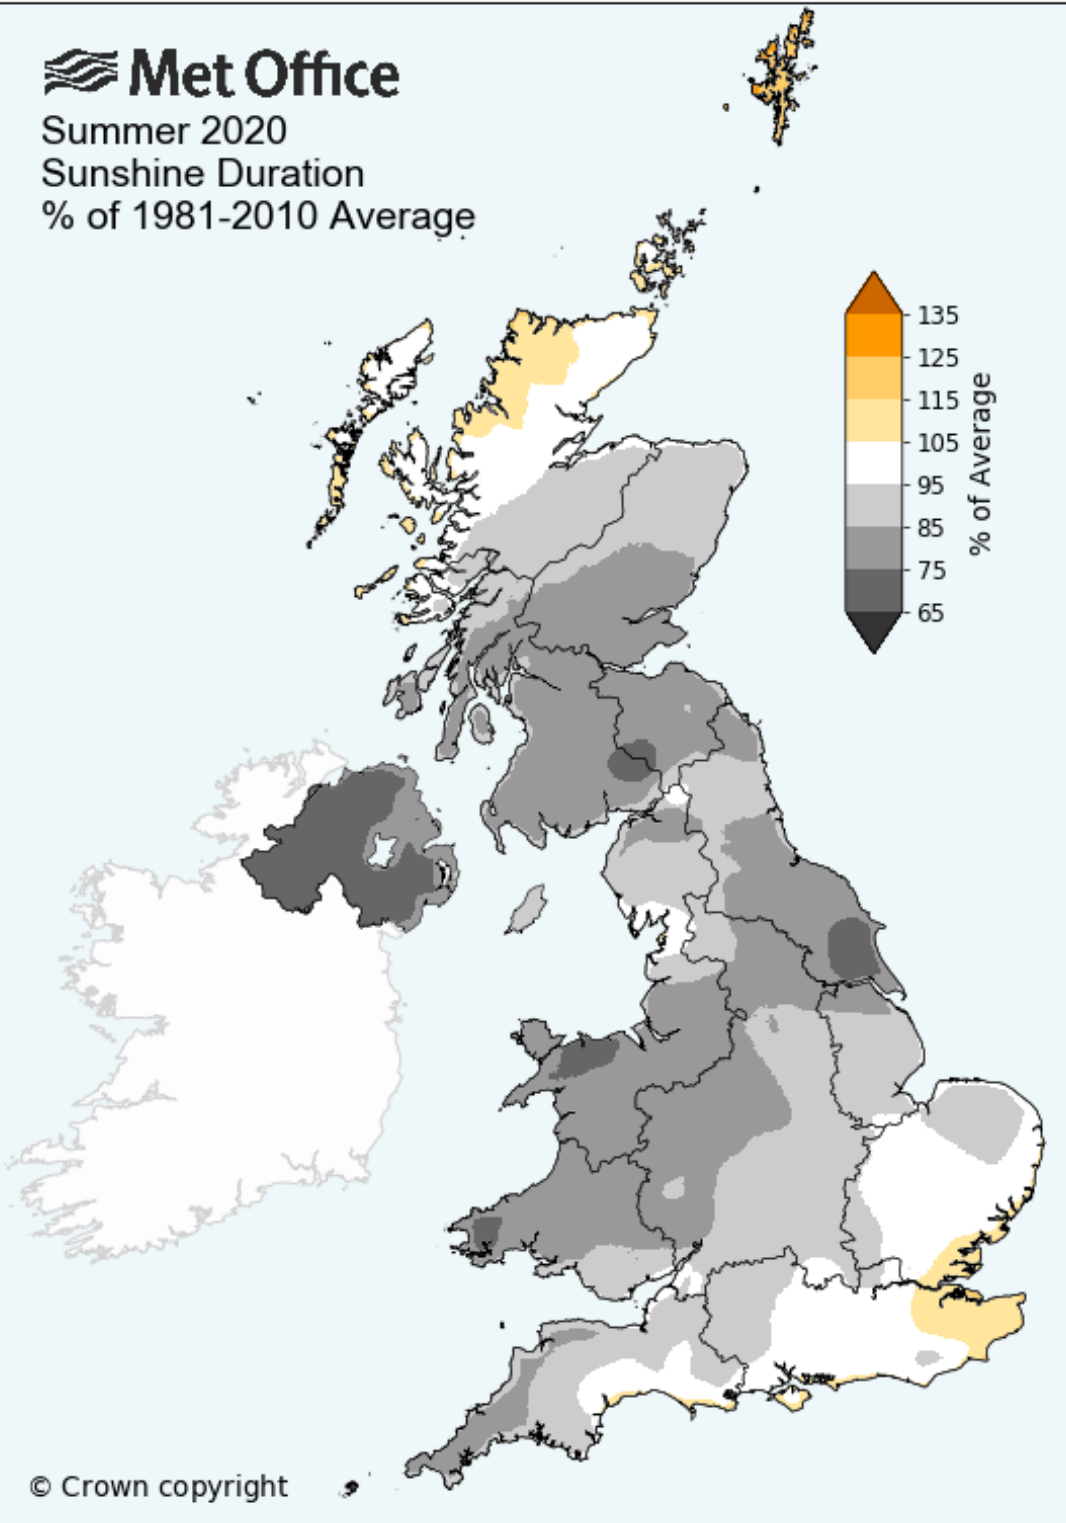 Met Office
Summer 2020
Sunshine Duration
% of 1981-2010 Average
135
125
115
105
95
85
75
65
% of Average
© Crown copyright